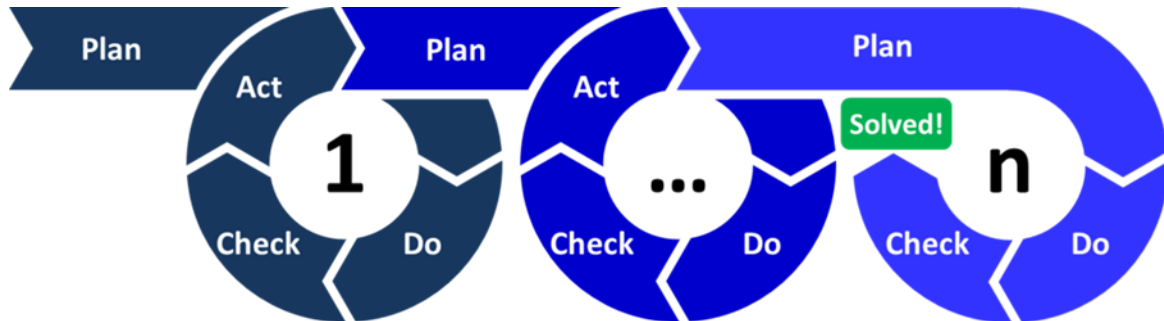 Plan
Act
1
Check
Do
Plan
Act
...
Check
Do
Plan
Solved!
n
Check
Do